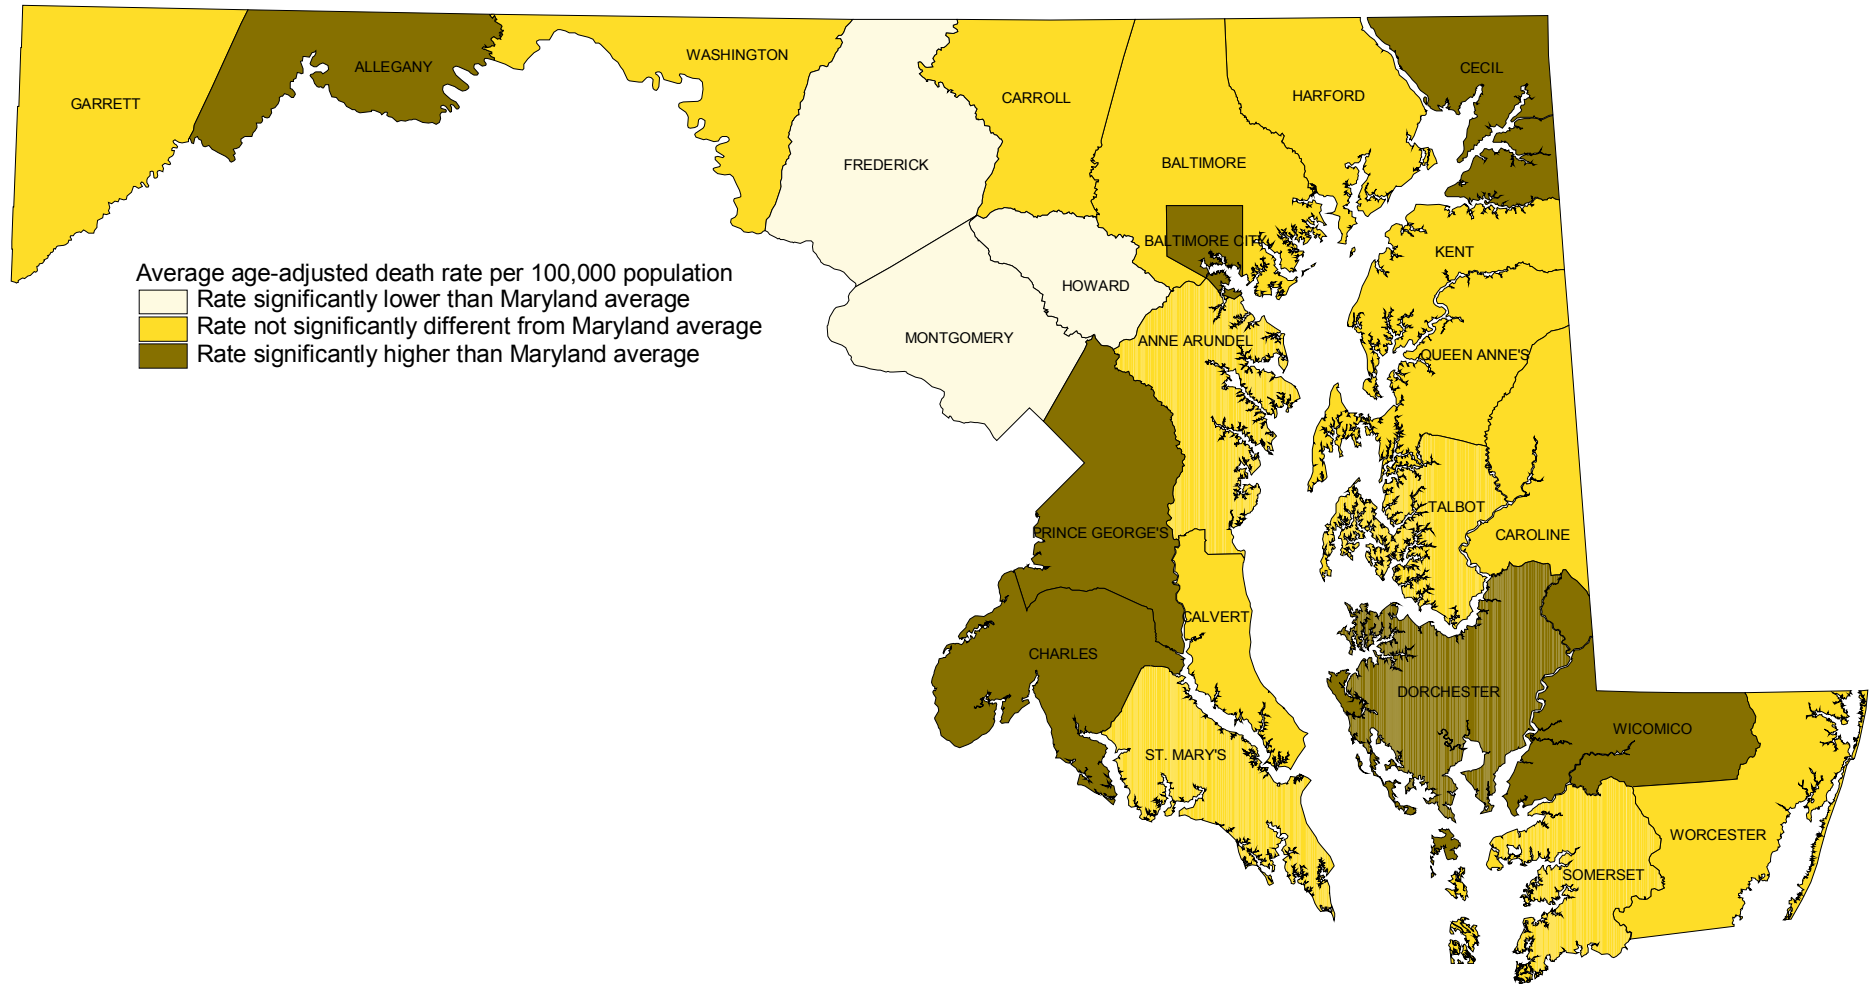 WASHINGTON
ALLEGANY
CECIL
GARRETT
CARROLL
HARFORD
FREDERICK
BALTIMORE
BALTIMORE CITY
KENT
Average age-adjusted death rate per 100,000 population
Rate significantly lower than Maryland average
Rate not significantly different from Maryland average
Rate significantly higher than Maryland average
HOWARD
MONTGOMERY
ANNE ARUNDEL
QUEEN ANNE'S
TALBOT
PRINCE GEORGE'S
CAROLINE
CALVERT
CHARLES
DORCHESTER
WICOMICO
ST. MARY'S
WORCESTER
SOMERSET